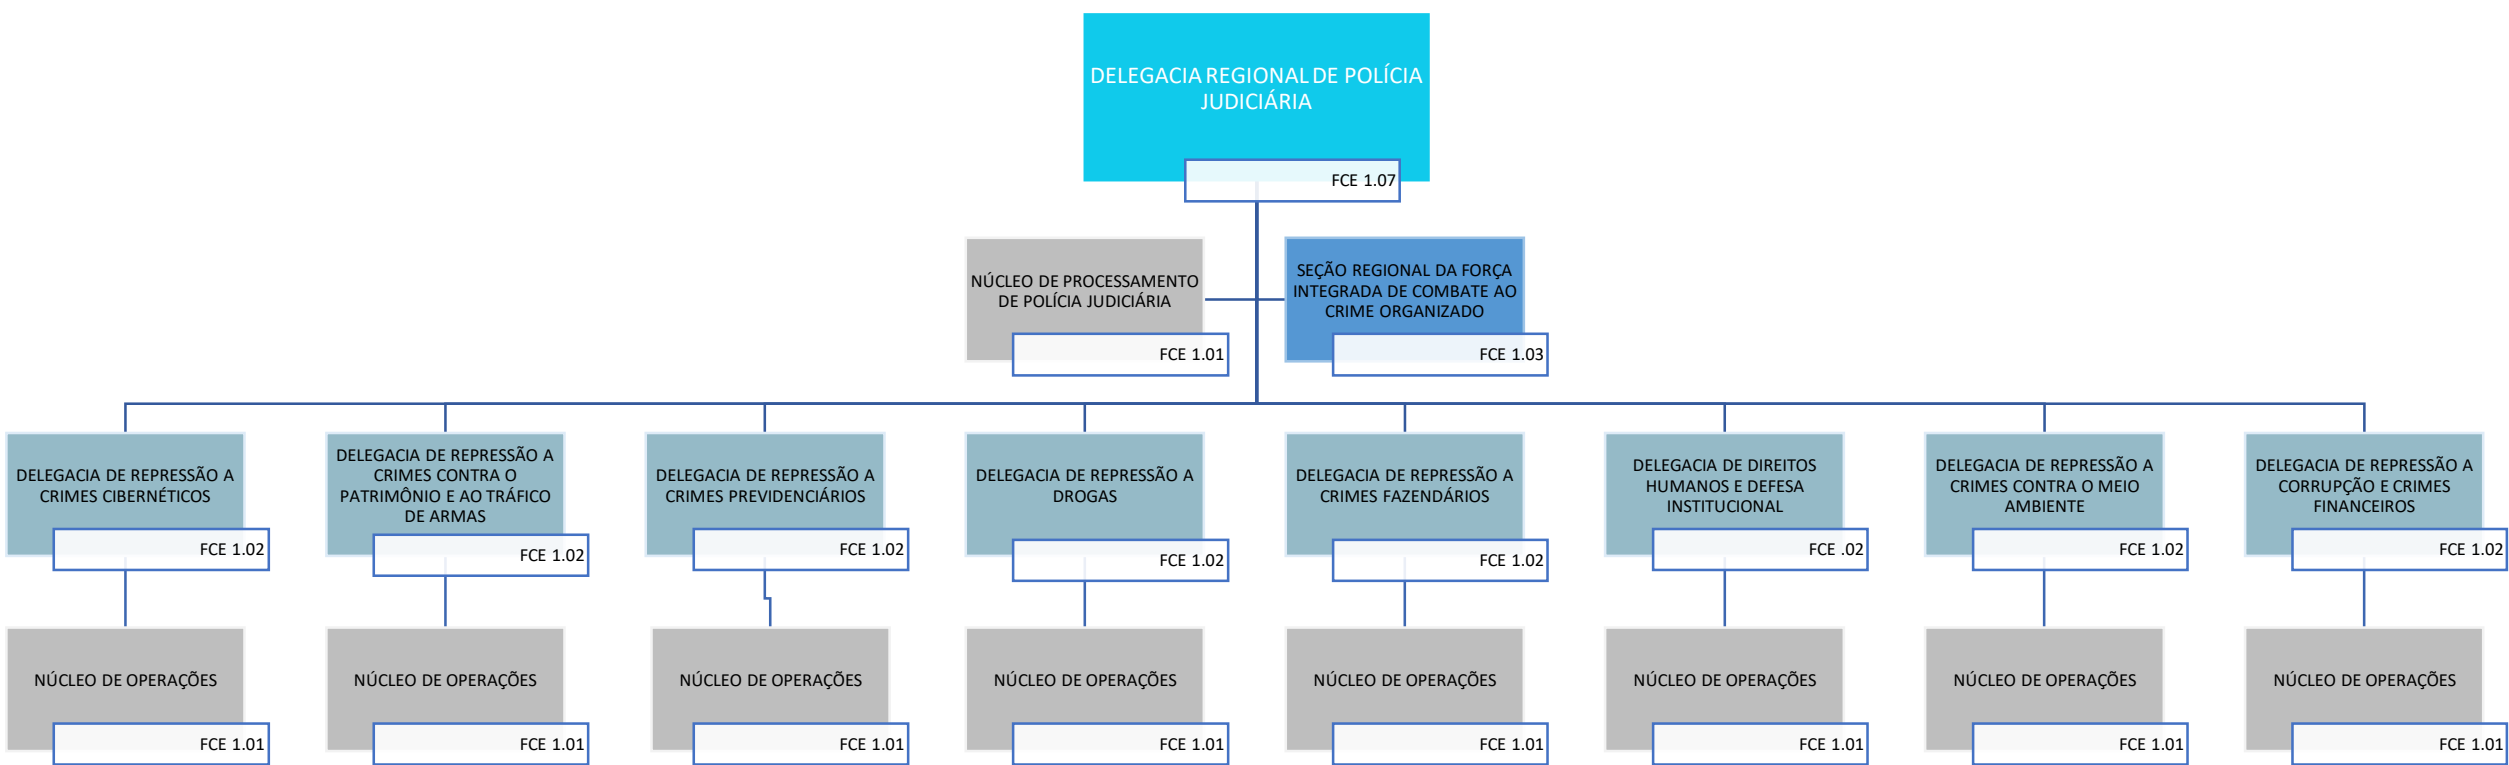 DELEGACIA REGIONAL DE POLÍCIA
JUDICIÁRIA
FCE 1.07
NÚCLEO DE PROCESSAMENTO
DE POLÍCIA JUDICIÁRIA
FCE 1.01
SEÇÃO REGIONAL DA FORÇA
INTEGRADA DE COMBATE AO
CRIME ORGANIZADO
FCE 1.03
DELEGACIA DE REPRESSÃO A
CRIMES CIBERNÉTICOS
FCE 1.02
DELEGACIA DE REPRESSÃO A
CRIMES CONTRA O
PATRIMÔNIO E AO TRÁFICO
DE ARMAS
FCE 1.02
DELEGACIA DE REPRESSÃO A
CRIMES PREVIDENCIÁRIOS
FCE 1.02
DELEGACIA DE REPRESSÃO A
DROGAS
FCE 1.02
DELEGACIA DE REPRESSÃO A
CRIMES FAZENDÁRIOS
FCE 1.02
DELEGACIA DE DIREITOS
HUMANOS E DEFESA
INSTITUCIONAL
FCE .02
DELEGACIA DE REPRESSÃO A
CRIMES CONTRA O MEIO
AMBIENTE
FCE 1.02
DELEGACIA DE REPRESSÃO A
CORRUPÇÃO E CRIMES
FINANCEIROS
FCE 1.02
NÚCLEO DE OPERAÇÕES
FCE 1.01
NÚCLEO DE OPERAÇÕES
FCE 1.01
NÚCLEO DE OPERAÇÕES
FCE 1.01
NÚCLEO DE OPERAÇÕES
FCE 1.01
NÚCLEO DE OPERAÇÕES
FCE 1.01
NÚCLEO DE OPERAÇÕES
FCE 1.01
NÚCLEO DE OPERAÇÕES
FCE 1.01
NÚCLEO DE OPERAÇÕES
FCE 1.01